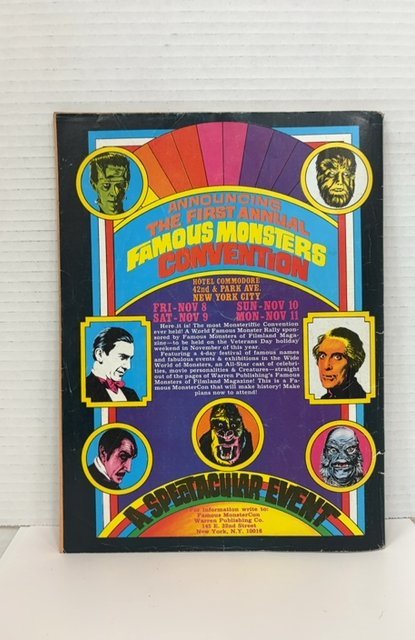 ANNOUNCING
THE FIRST ANNUAL
FAMOUS MONSTERS
CONVENTION
HOTEL COMMODORE
42nd & PARK AVE.
NEW YORK CITY
FRI-NOV 8 SUN-NOV 10
SAT-NOV 9 MON-NOV 11
Here it is! The most Monsteriffic Convention
ever held! A World Famous Monster Rally spon-
sored by Famous Monsters of Filmland Maga-
zine—to be held on the Veterans Day holiday
weekend in November of this year.
Featuring a 4-day festival of famous names
and fabulous events & exhibitions in the Wide
World of Monsters, an All-Star cast of celebri-
ties, movie personalities & Creatures—straight
out of the pages of Warren Publishing's Famous
Monsters of Filmland Magazine! This is a Fa-
mous MonsterCon that will make history! Make
plans now to attend!
A SPECTACULAR EVENT
For Information write to:
Famous MonsterCon
Warren Publishing Co.
145 E. 32nd Street
New York, N.Y. 10016